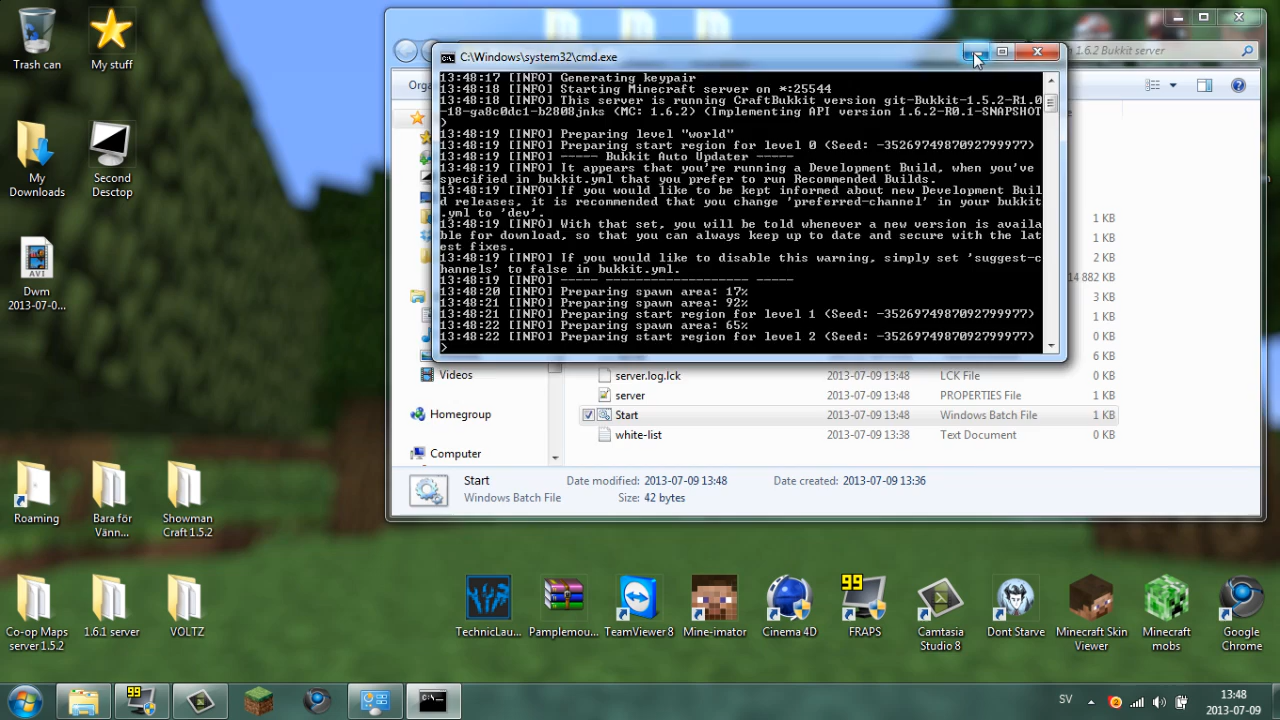 Trash can
My stuff
My
Downloads
Second
Desctop
AVI
Dwm
2013-07-0...
Roaming
Bara för
Vänn...
Showman
Craft 1.5.2
Co-op Maps
server 1.5.2
1.6.1 server
VOLTZ
1.6.2 Bukkit server
Orga
C:\Windows\system32\cmd.exe
13:48:17 [INFO] Generating keypair
13:48:18 [INFO] Starting Minecraft server on *:25544
13:48:18 [INFO] This server is running CraftBukkit version git-Bukkit-1.5.2-R1.0
-18-ga8c0dc1-b2808jnks (MC: 1.6.2) (Implementing API version 1.6.2-R0.1-SNAPSHOT
)
13:48:19 [INFO] Preparing level "world"
13:48:19 [INFO] Preparing start region for level 0 (Seed: -3526974987092799977)
13:48:19 [INFO] ----- Bukkit Auto Updater -----
13:48:19 [INFO] It appears that you're running a Development Build, when you've
specified in bukkit.yml that you prefer to run Recommended Builds.
13:48:19 [INFO] If you would like to be kept informed about new Development Buil
d releases, it is recommended that you change 'preferred-channel' in your bukkit
.yml to 'dev'.
13:48:19 [INFO] With that set, you will be told whenever a new version is availa
ble for download, so that you can always keep up to date and secure with the lat
est fixes.
13:48:19 [INFO] If you would like to disable this warning, simply set 'suggest-c
hannels' to false in bukkit.yml.
13:48:19 [INFO] ----- ------------------- -----
13:48:20 [INFO] Preparing spawn area: 17%
13:48:21 [INFO] Preparing spawn area: 92%
13:48:21 [INFO] Preparing start region for level 1 (Seed: -3526974987092799977)
13:48:22 [INFO] Preparing spawn area: 65%
13:48:22 [INFO] Preparing start region for level 2 (Seed: -3526974987092799977)
>
1 KB
1 KB
2 KB
14 882 KB
3 KB
1 KB
1 KB
6 KB
Videos
Homegroup
Computer
server.log.lck 2013-07-09 13:48 LCK File 0 KB
server 2013-07-09 13:48 PROPERTIES File 1 KB
Start 2013-07-09 13:48 Windows Batch File 1 KB
white-list 2013-07-09 13:38 Text Document 0 KB
Start Date modified: 2013-07-09 13:48 Date created: 2013-07-09 13:36
Windows Batch File Size: 42 bytes
TechnicLau...
Pamplemou...
TeamViewer 8
Mine-imator
Cinema 4D
99
FRAPS
Camtasia
Studio 8
Dont Starve
Minecraft Skin
Viewer
Minecraft
mobs
Google
Chrome
99
SV
2
13:48
2013-07-09